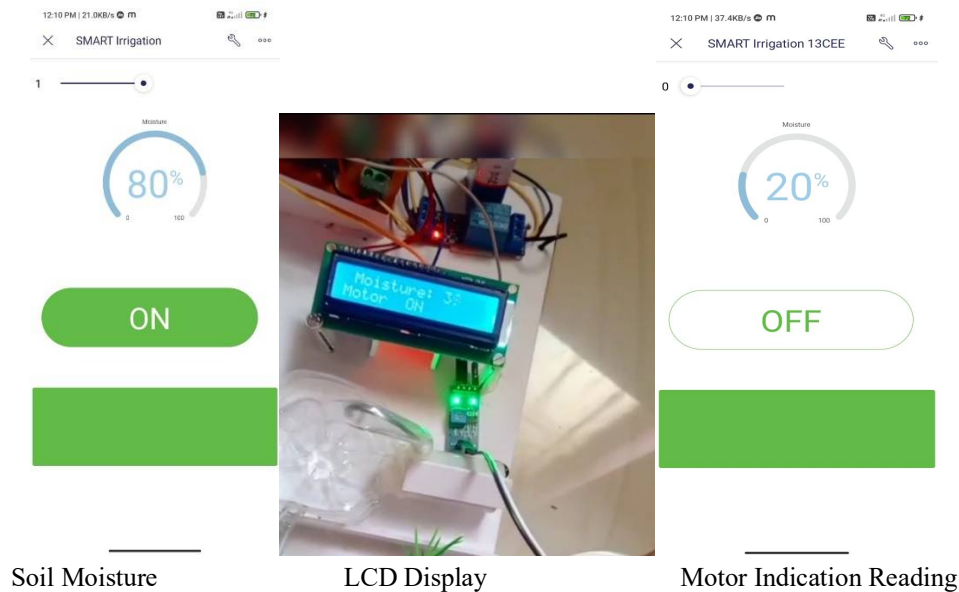 12:10 PM | 21.0KB/s
SMART Irrigation
1
Moisture
80%
0 100
ON
Moisture: 
Motor ON
12:10 PM | 37.4KB/s
SMART Irrigation 13CEE
0
Moisture
20%
0 100
OFF
Soil Moisture
LCD Display
Motor Indication Reading